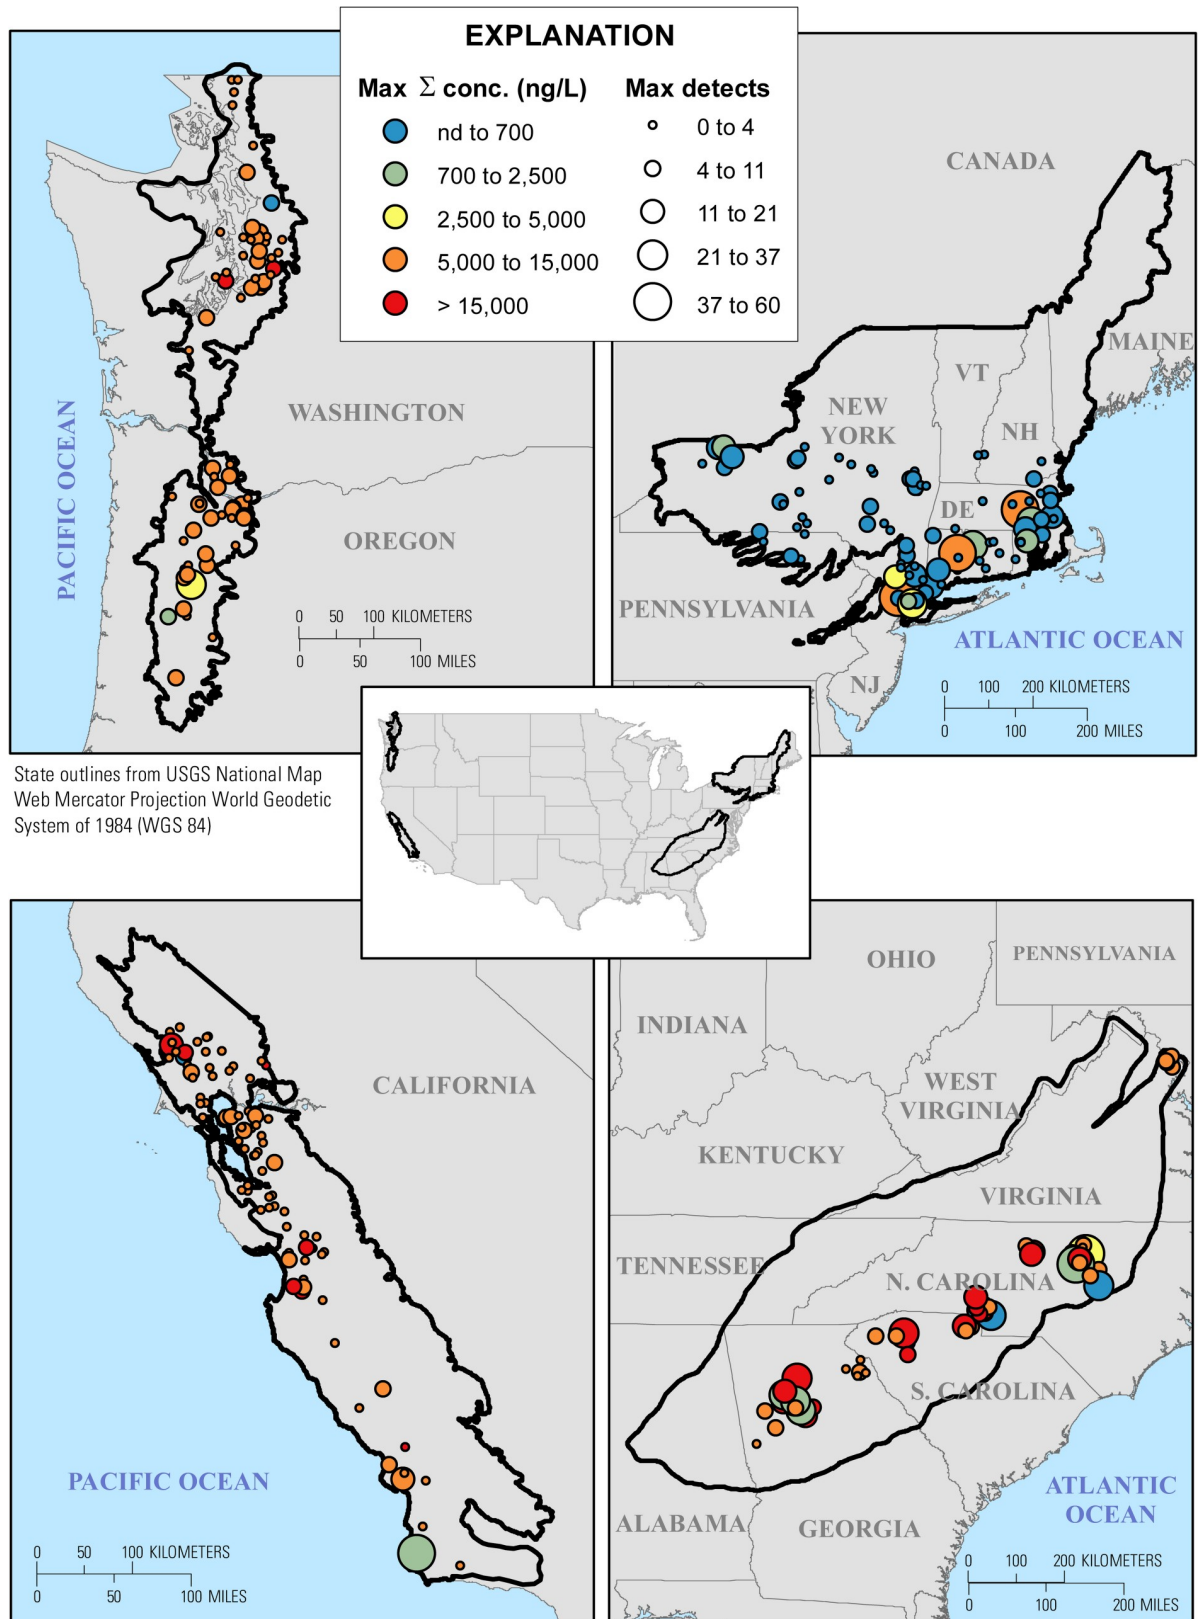 EXPLANATION
Max Σ conc. (ng/L)
nd to 700
700 to 2,500
2,500 to 5,000
5,000 to 15,000
> 15,000
Max detects
0 to 4
4 to 11
11 to 21
21 to 37
37 to 60
PACIFIC OCEAN
WASHINGTON
OREGON
0 50 100 KILOMETERS
0 50 100 MILES
CANADA
MAINE
VT
NH
NEW
YORK
DE
PENNSYLVANIA
NJ
ATLANTIC OCEAN
0 100 200 KILOMETERS
0 100 200 MILES
State outlines from USGS National Map
Web Mercator Projection World Geodetic
System of 1984 (WGS 84)
CALIFORNIA
PACIFIC OCEAN
0 50 100 KILOMETERS
0 50 100 MILES
OHIO
PENNSYLVANIA
INDIANA
WEST
VIRGINIA
KENTUCKY
VIRGINIA
TENNESSEE
N. CAROLINA
S. CAROLINA
ALABAMA
GEORGIA
ATLANTIC
OCEAN
0 100 200 KILOMETERS
0 100 200 MILES